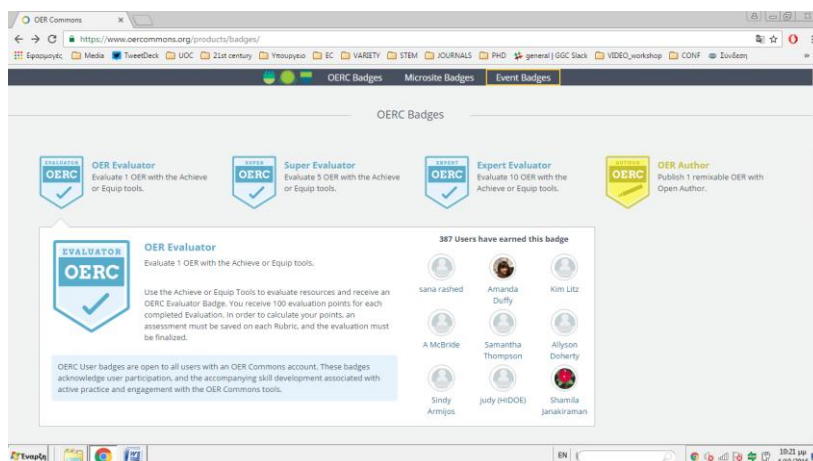 OER Commons
https://www.oercommons.org/products/badges/
Εφαρμογές Media TweetDeck UOC 21st century Υπουργείο EC VARIETY STEM JOURNALS PHD general | GGC Slack VIDEO_workshop CONF Σύνδεση
OERC Badges Microsite Badges Event Badges
OERC Badges
EVALUATOR
OERC
OER Evaluator
Evaluate 1 OER with the Achieve
or Equip tools.
SUPER
OERC
Super Evaluator
Evaluate 5 OER with the Achieve
or Equip tools.
EXPERT
OERC
Expert Evaluator
Evaluate 10 OER with the
Achieve or Equip tools.
AUTHOR
OERC
OER Author
Publish 1 remixable OER with
Open Author.
EVALUATOR
OERC
OER Evaluator
Evaluate 1 OER with the Achieve or Equip tools.
Use the Achieve or Equip Tools to evaluate resources and receive an
OERC Evaluator Badge. You receive 100 evaluation points for each
completed Evaluation. In order to calculate your points, an
assessment must be saved on each Rubric, and the evaluation must
be finalized.
OERC User badges are open to all users with an OER Commons account. These badges
acknowledge user participation, and the accompanying skill development associated with
active practice and engagement with the OER Commons tools.
387 Users have earned this badge
sana rashed
Amanda
Duffy
Kim Litz
A McBride
Samantha
Thompson
Allyson
Doherty
Sindy
Armijos
judy (HIDOE)
Shamila
Janakiraman
Έναρξη
EN
10:21 μμ